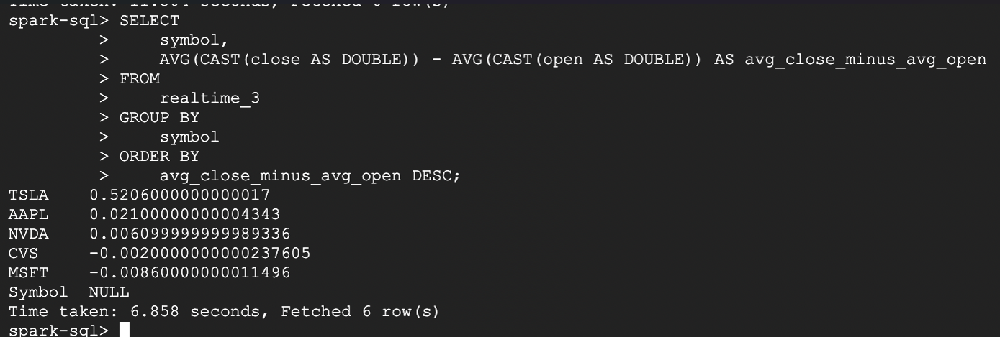 spark-sql> SELECT
> symbol,
> AVG(CAST(close AS DOUBLE)) - AVG(CAST(open AS DOUBLE)) AS avg_close_minus_avg_open
> FROM
> realtime_3
> GROUP BY
> symbol
> ORDER BY
> avg_close_minus_avg_open DESC;
TSLA 0.5206000000000017
AAPL 0.02100000000004343
NVDA 0.006099999999989336
CVS -0.0020000000000237605
MSFT -0.00860000000011496
Symbol NULL
Time taken: 6.858 seconds, Fetched 6 row(s)
spark-sql>